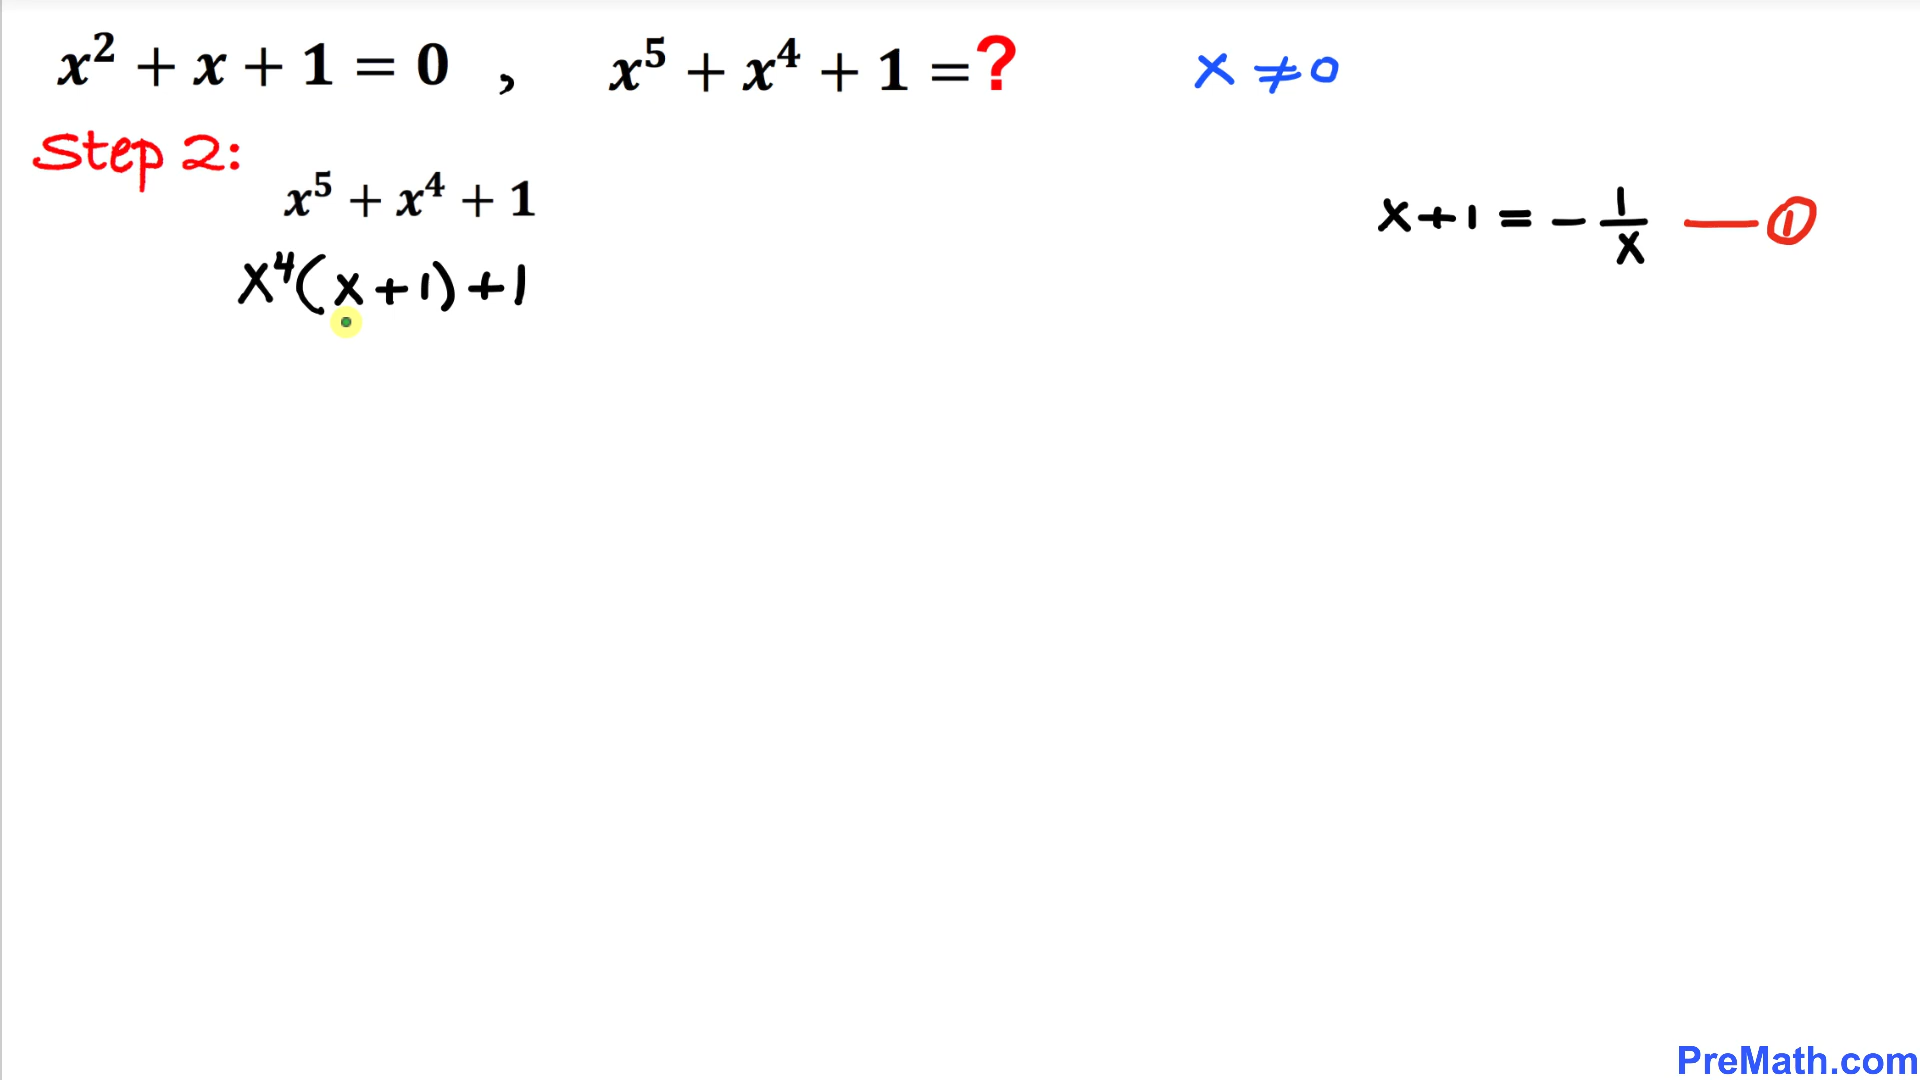 x² + x + 1 = 0 , x⁵ + x⁴ + 1 = ?
x ≠ 0
Step 2:
x⁵ + x⁴ + 1
x + 1 = - 1/x — ①
x⁴(x + 1) + 1
PreMath.com